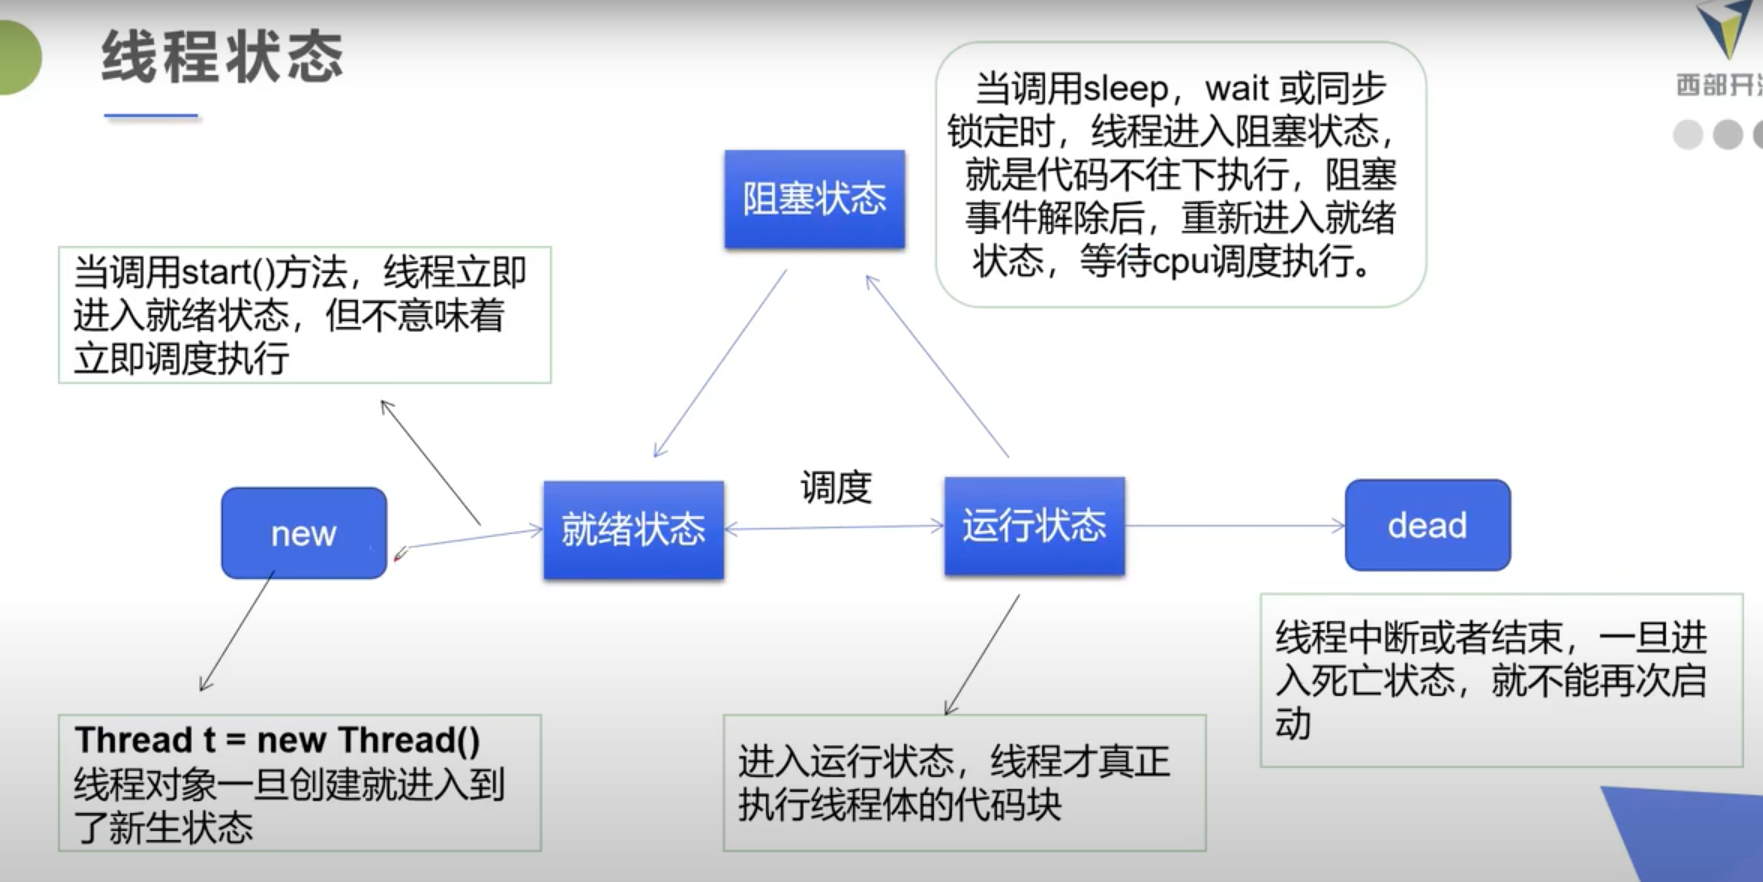 线程状态
西部开
当调用sleep，wait 或同步
锁定时，线程进入阻塞状态，
就是代码不往下执行，阻塞
事件解除后，重新进入就绪
状态，等待cpu调度执行。
阻塞状态
当调用start()方法，线程立即
进入就绪状态，但不意味着
立即调度执行
调度
new
就绪状态
运行状态
dead
线程中断或者结束，一旦进
入死亡状态，就不能再次启
动
Thread t = new Thread()
线程对象一旦创建就进入到
了新生状态
进入运行状态，线程才真正
执行线程体的代码块